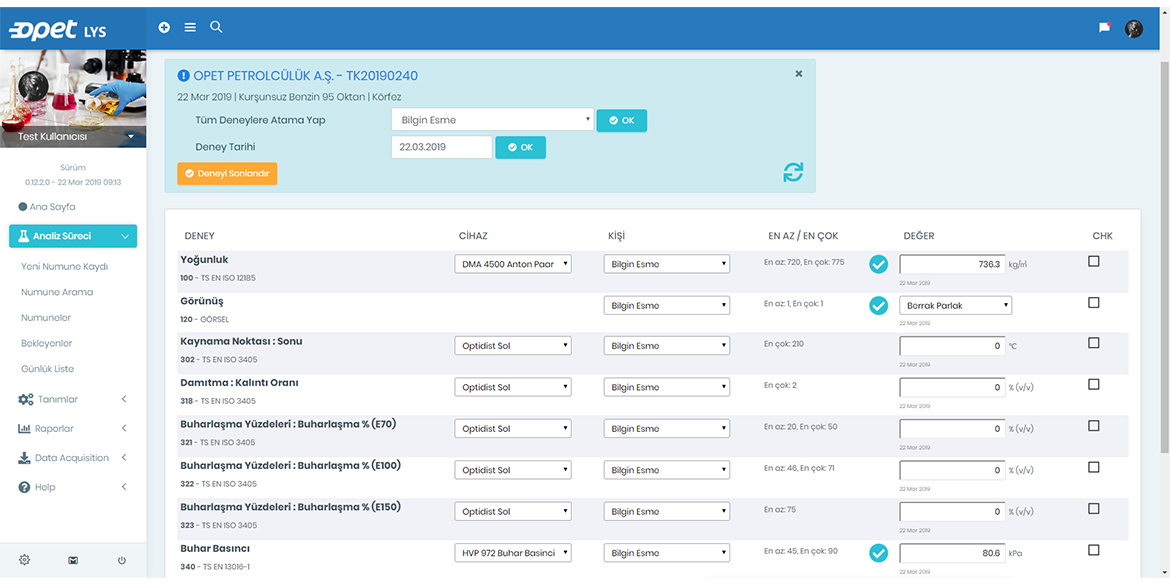 opet LYS
Test Kullanıcısı
Sürüm
0.12.2.0 - 22 Mar 2019 09:13
Ana Sayfa
Analiz Süreci
Yeni Numune Kaydı
Numune Arama
Numuneler
Bekleyenler
Günlük Liste
Tanımlar
Raporlar
Data Acquisition
Help
OPET PETROLCÜLÜK A.Ş. - TK20190240
22 Mar 2019 | Kurşunsuz Benzin 95 Oktan | Körfez
Tüm Deneylere Atama Yap Bilgin Esme OK
Deney Tarihi 22.03.2019 OK
Deneyi Sonlandır
DENEY CİHAZ KİŞİ EN AZ / EN ÇOK DEĞER CHK
Yoğunluk DMA 4500 Anton Paar Bilgin Esme En az: 720, En çok: 775 736.3 kg/m³
100 - TS EN ISO 12185 22 Mar 2019
Görünüş Bilgin Esme En az: 1, En çok: 1 Berrak Parlak
120 - GÖRSEL 22 Mar 2019
Kaynama Noktası : Sonu Optidist Sol Bilgin Esme En çok: 210 0 °C
302 - TS EN ISO 3405 22 Mar 2019
Damıtma : Kalıntı Oranı Optidist Sol Bilgin Esme En çok: 2 0 % (v/v)
318 - TS EN ISO 3405 22 Mar 2019
Buharlaşma Yüzdeleri : Buharlaşma % (E70) Optidist Sol Bilgin Esme En az: 20, En çok: 50 0 % (v/v)
321 - TS EN ISO 3405 22 Mar 2019
Buharlaşma Yüzdeleri : Buharlaşma % (E100) Optidist Sol Bilgin Esme En az: 46, En çok: 71 0 % (v/v)
322 - TS EN ISO 3405 22 Mar 2019
Buharlaşma Yüzdeleri : Buharlaşma % (E150) Optidist Sol Bilgin Esme En az: 75 0 % (v/v)
323 - TS EN ISO 3405 22 Mar 2019
Buhar Basıncı HVP 972 Buhar Basinci Bilgin Esme En az: 45, En çok: 90 80.6 kPa
340 - TS EN 13016-1 22 Mar 2019